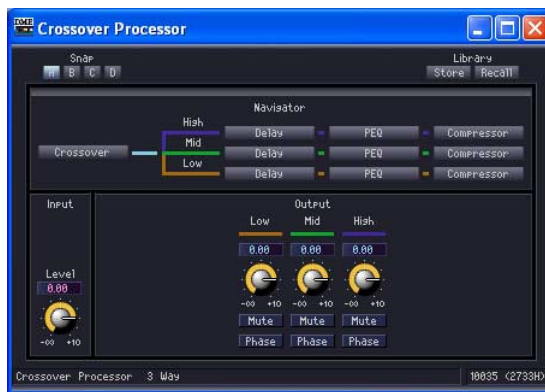 DME Crossover Processor
Snap Library
A B C D Store Recall
Navigator
High
Delay PEQ Compressor
Mid
Crossover Delay PEQ Compressor
Low
Delay PEQ Compressor
Input Output
Low Mid High
0.00 0.00 0.00
Level
0.00
-∞ +10 -∞ +10 -∞ +10
Mute Mute Mute
-∞ +10
Phase Phase Phase
Crossover Processor 3 Way 10035 (2733H)